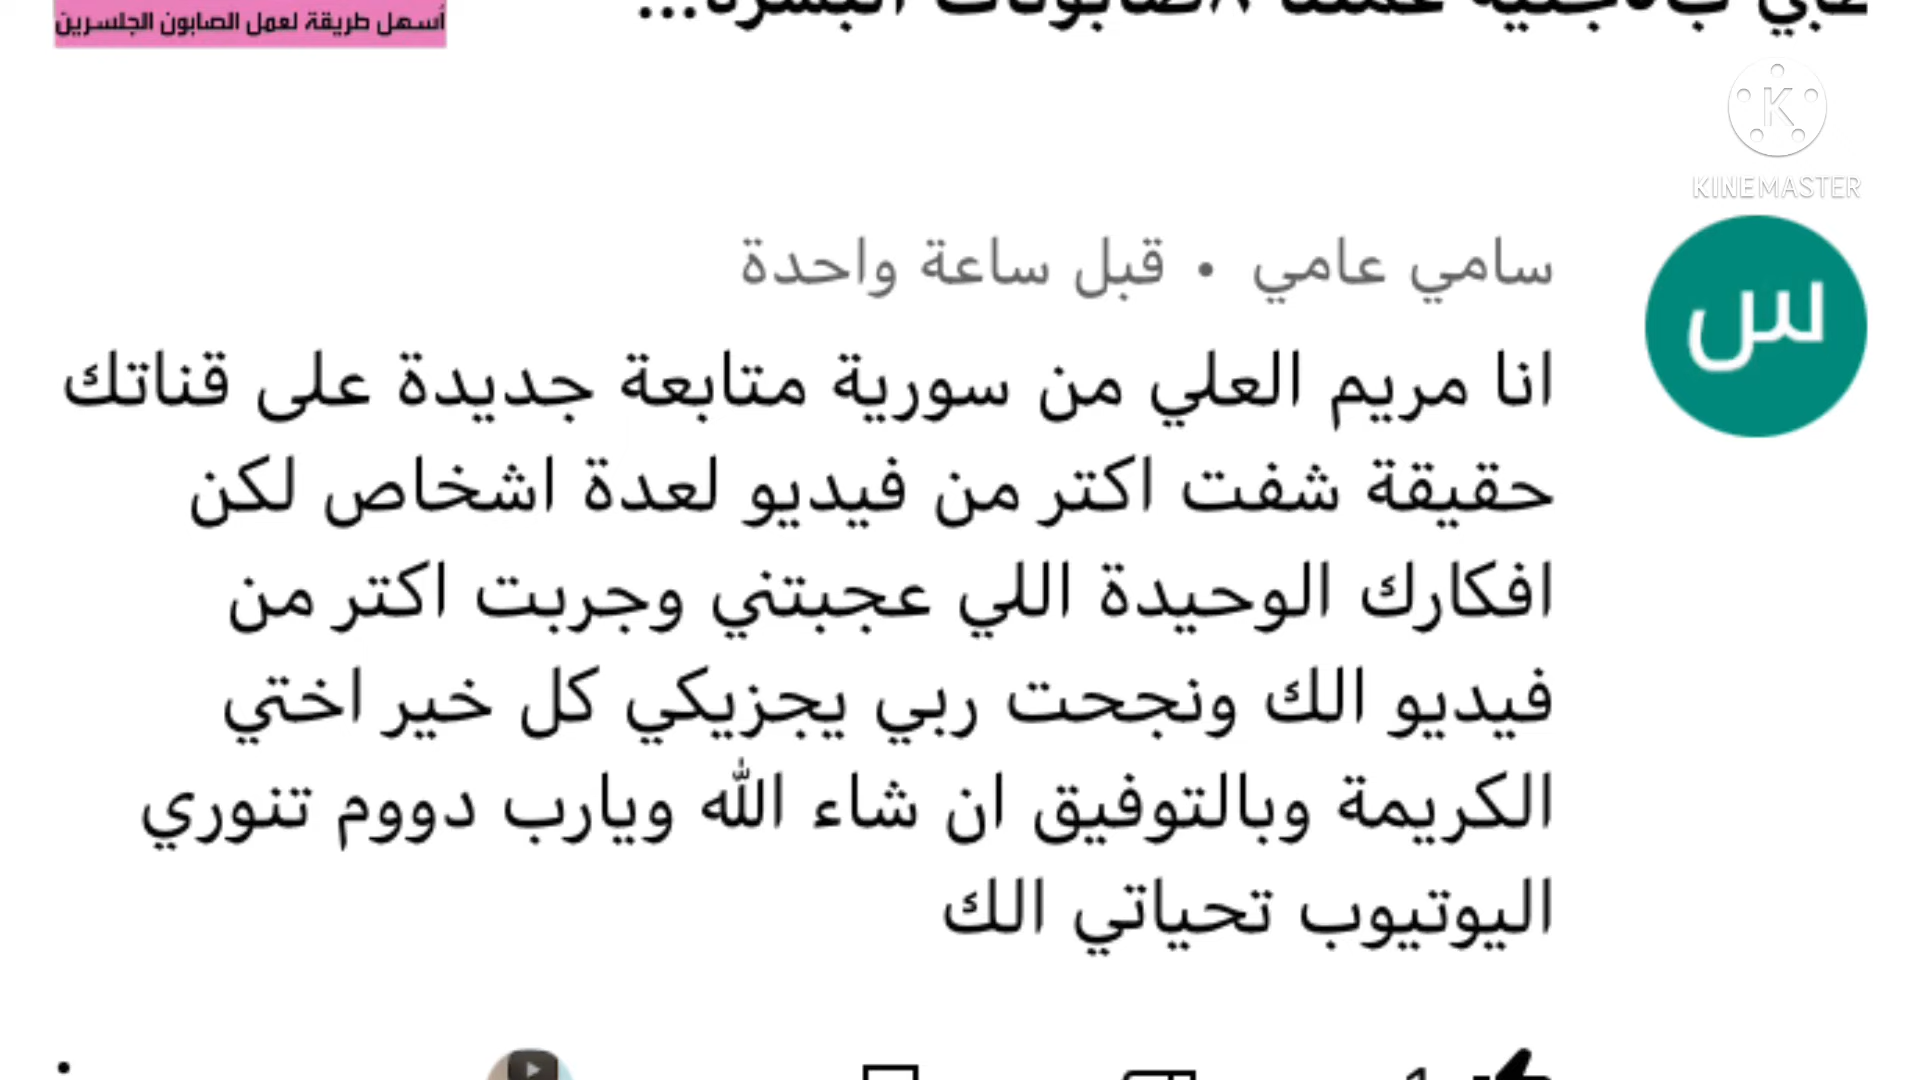 أسهل طريقة لعمل الصابون الجلسرين
KINEMASTER
سامي عامي • قبل ساعة واحدة
س
انا مريم العلي من سورية متابعة جديدة على قناتك
حقيقة شفت اكتر من فيديو لعدة اشخاص لكن
افكارك الوحيدة اللي عجبتني وجربت اكتر من
فيديو الك ونجحت ربي يجزيكي كل خير اختي
الكريمة وبالتوفيق ان شاء الله ويارب دووم تنوري
اليوتيوب تحياتي الك